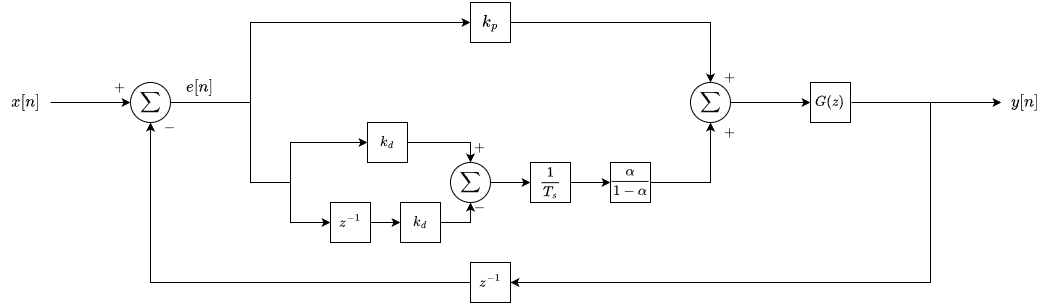 k_p
+
+
x[n]
∑
e[n]
∑
G(z)
y[n]
−
+
k_d
+
∑
1/T_s
α/(1 − α)
−
z^{-1}
k_d
z^{-1}